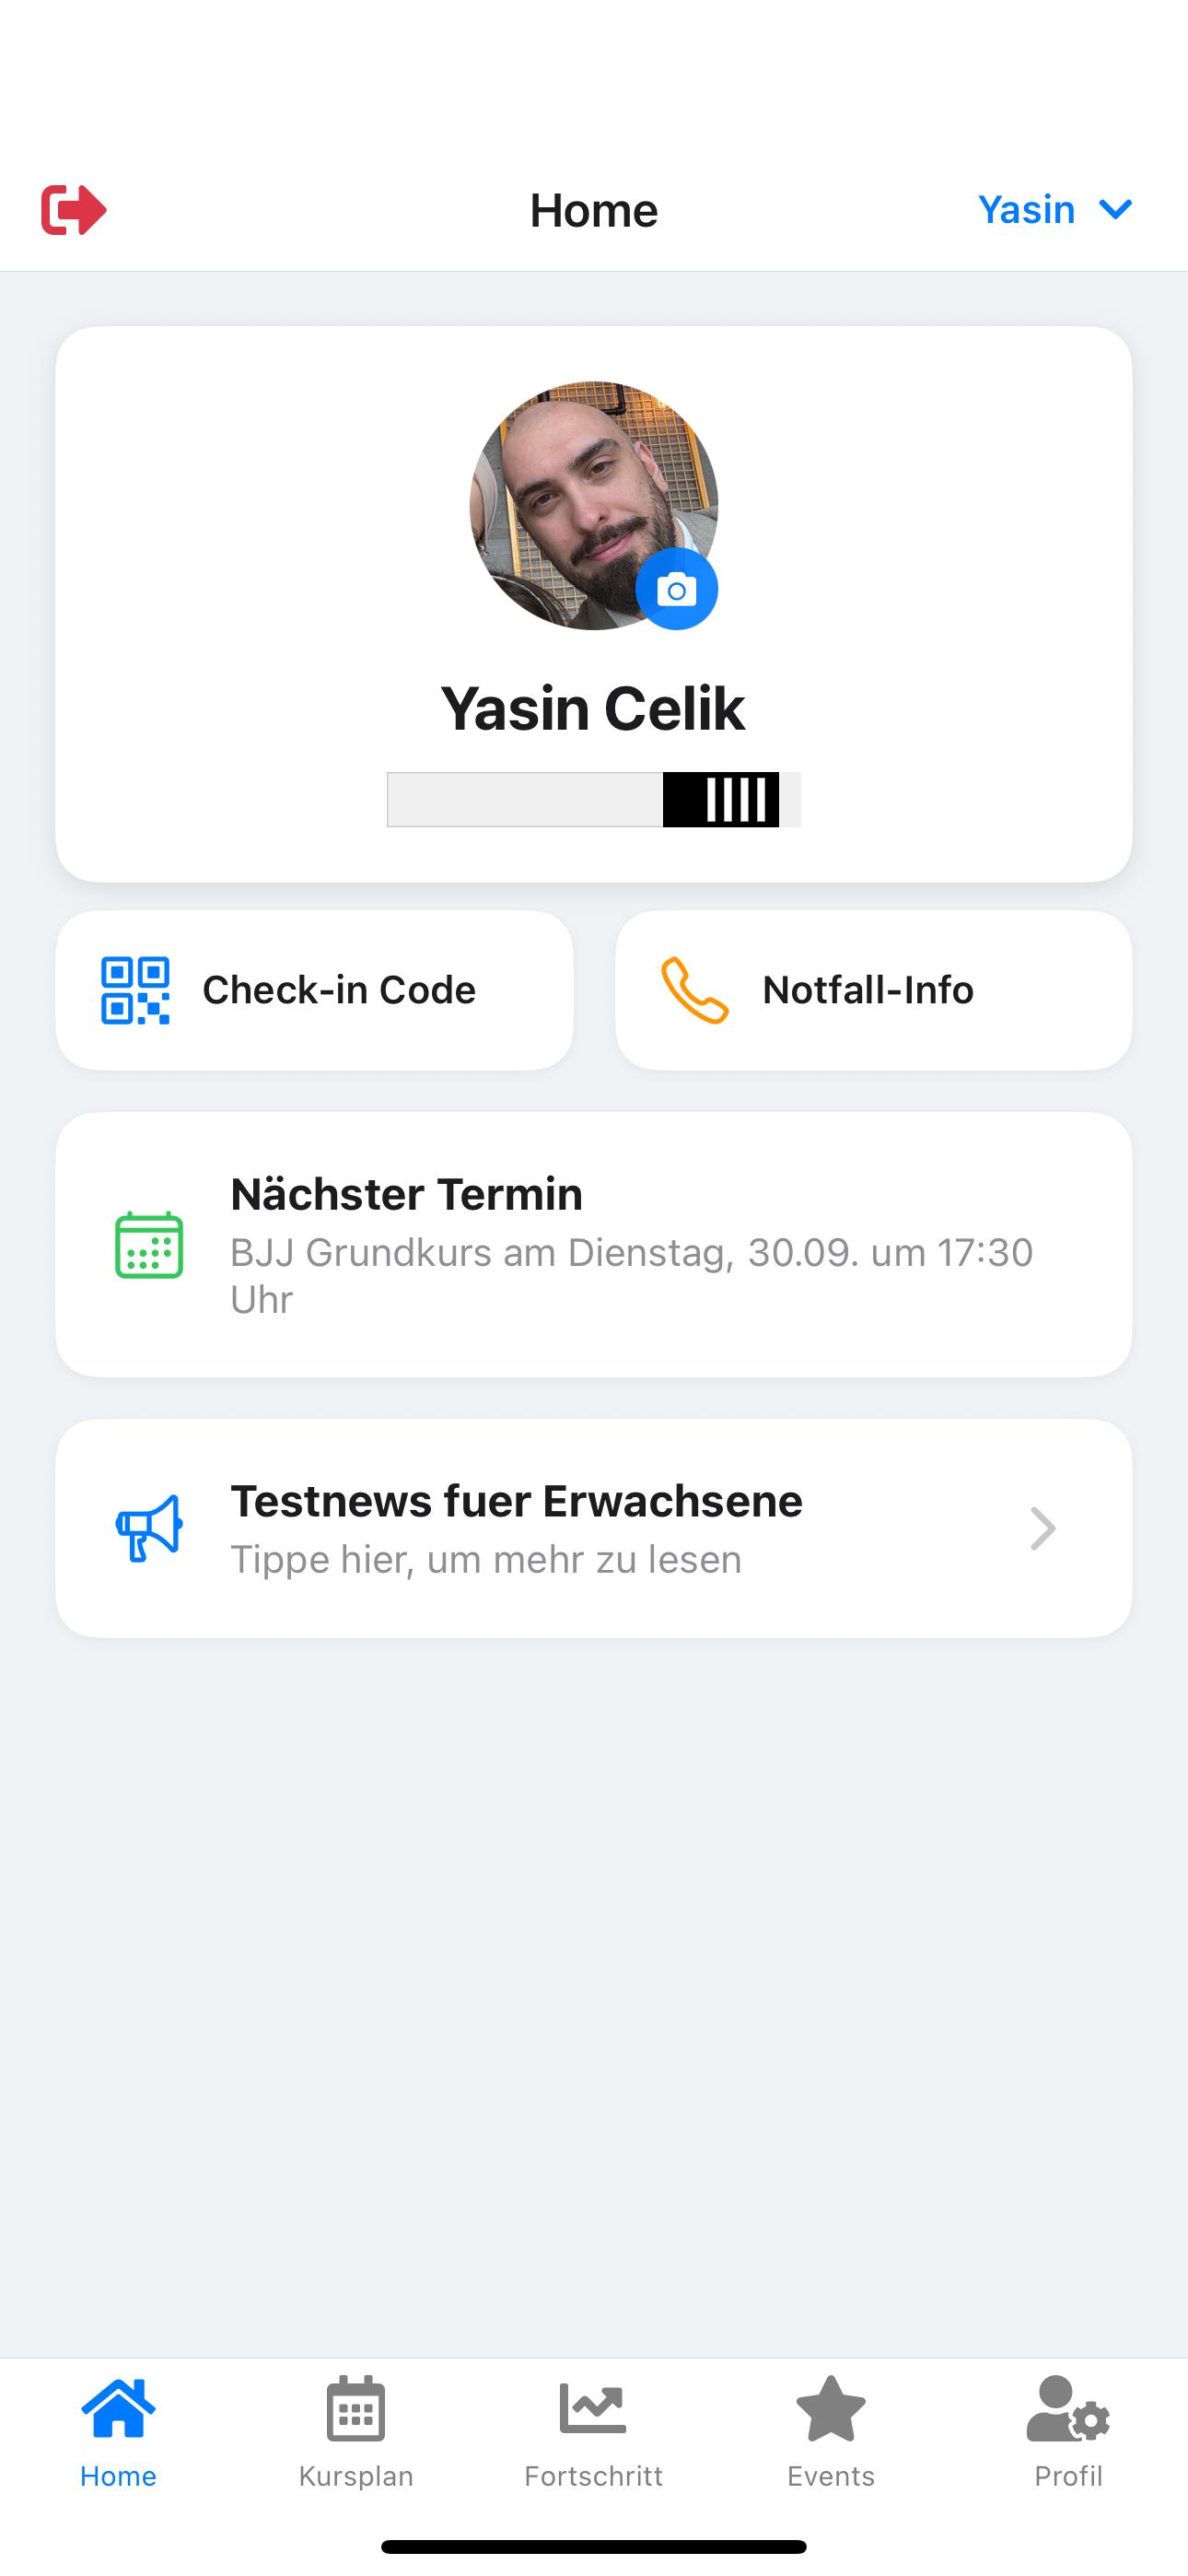 Home
Yasin
Yasin Celik
Check-in Code
Notfall-Info
Nächster Termin
BJJ Grundkurs am Dienstag, 30.09. um 17:30
Uhr
Testnews fuer Erwachsene
Tippe hier, um mehr zu lesen
Home
Kursplan
Fortschritt
Events
Profil